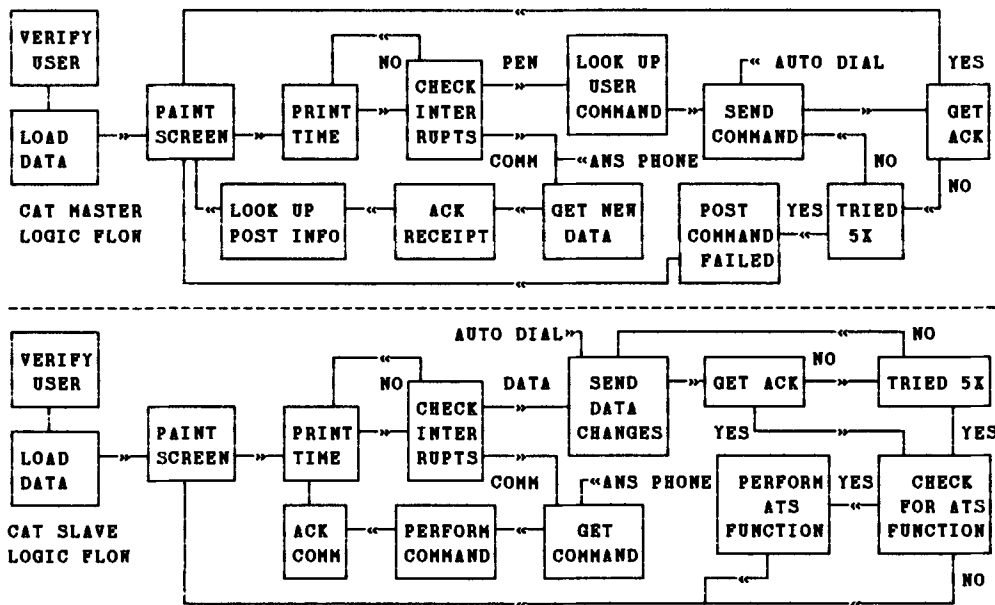 VERIFY
USER
LOAD
DATA
CAT MASTER
LOGIC FLOW
PAINT
SCREEN
PRINT
TIME
NO
CHECK
INTER
RUPTS
PEN
COMM
LOOK UP
USER
COMMAND
AUTO DIAL
SEND
COMMAND
YES
GET
ACK
NO
NO
TRIED
5X
YES
POST
COMMAND
FAILED
ANS PHONE
GET NEW
DATA
ACK
RECEIPT
LOOK UP
POST INFO
VERIFY
USER
LOAD
DATA
CAT SLAVE
LOGIC FLOW
PAINT
SCREEN
PRINT
TIME
NO
CHECK
INTER
RUPTS
DATA
COMM
AUTO DIAL
SEND
DATA
CHANGES
GET ACK
NO
NO
TRIED 5X
YES
YES
CHECK
FOR ATS
FUNCTION
YES
PERFORM
ATS
FUNCTION
NO
ANS PHONE
GET
COMMAND
PERFORM
COMMAND
ACK
COMM